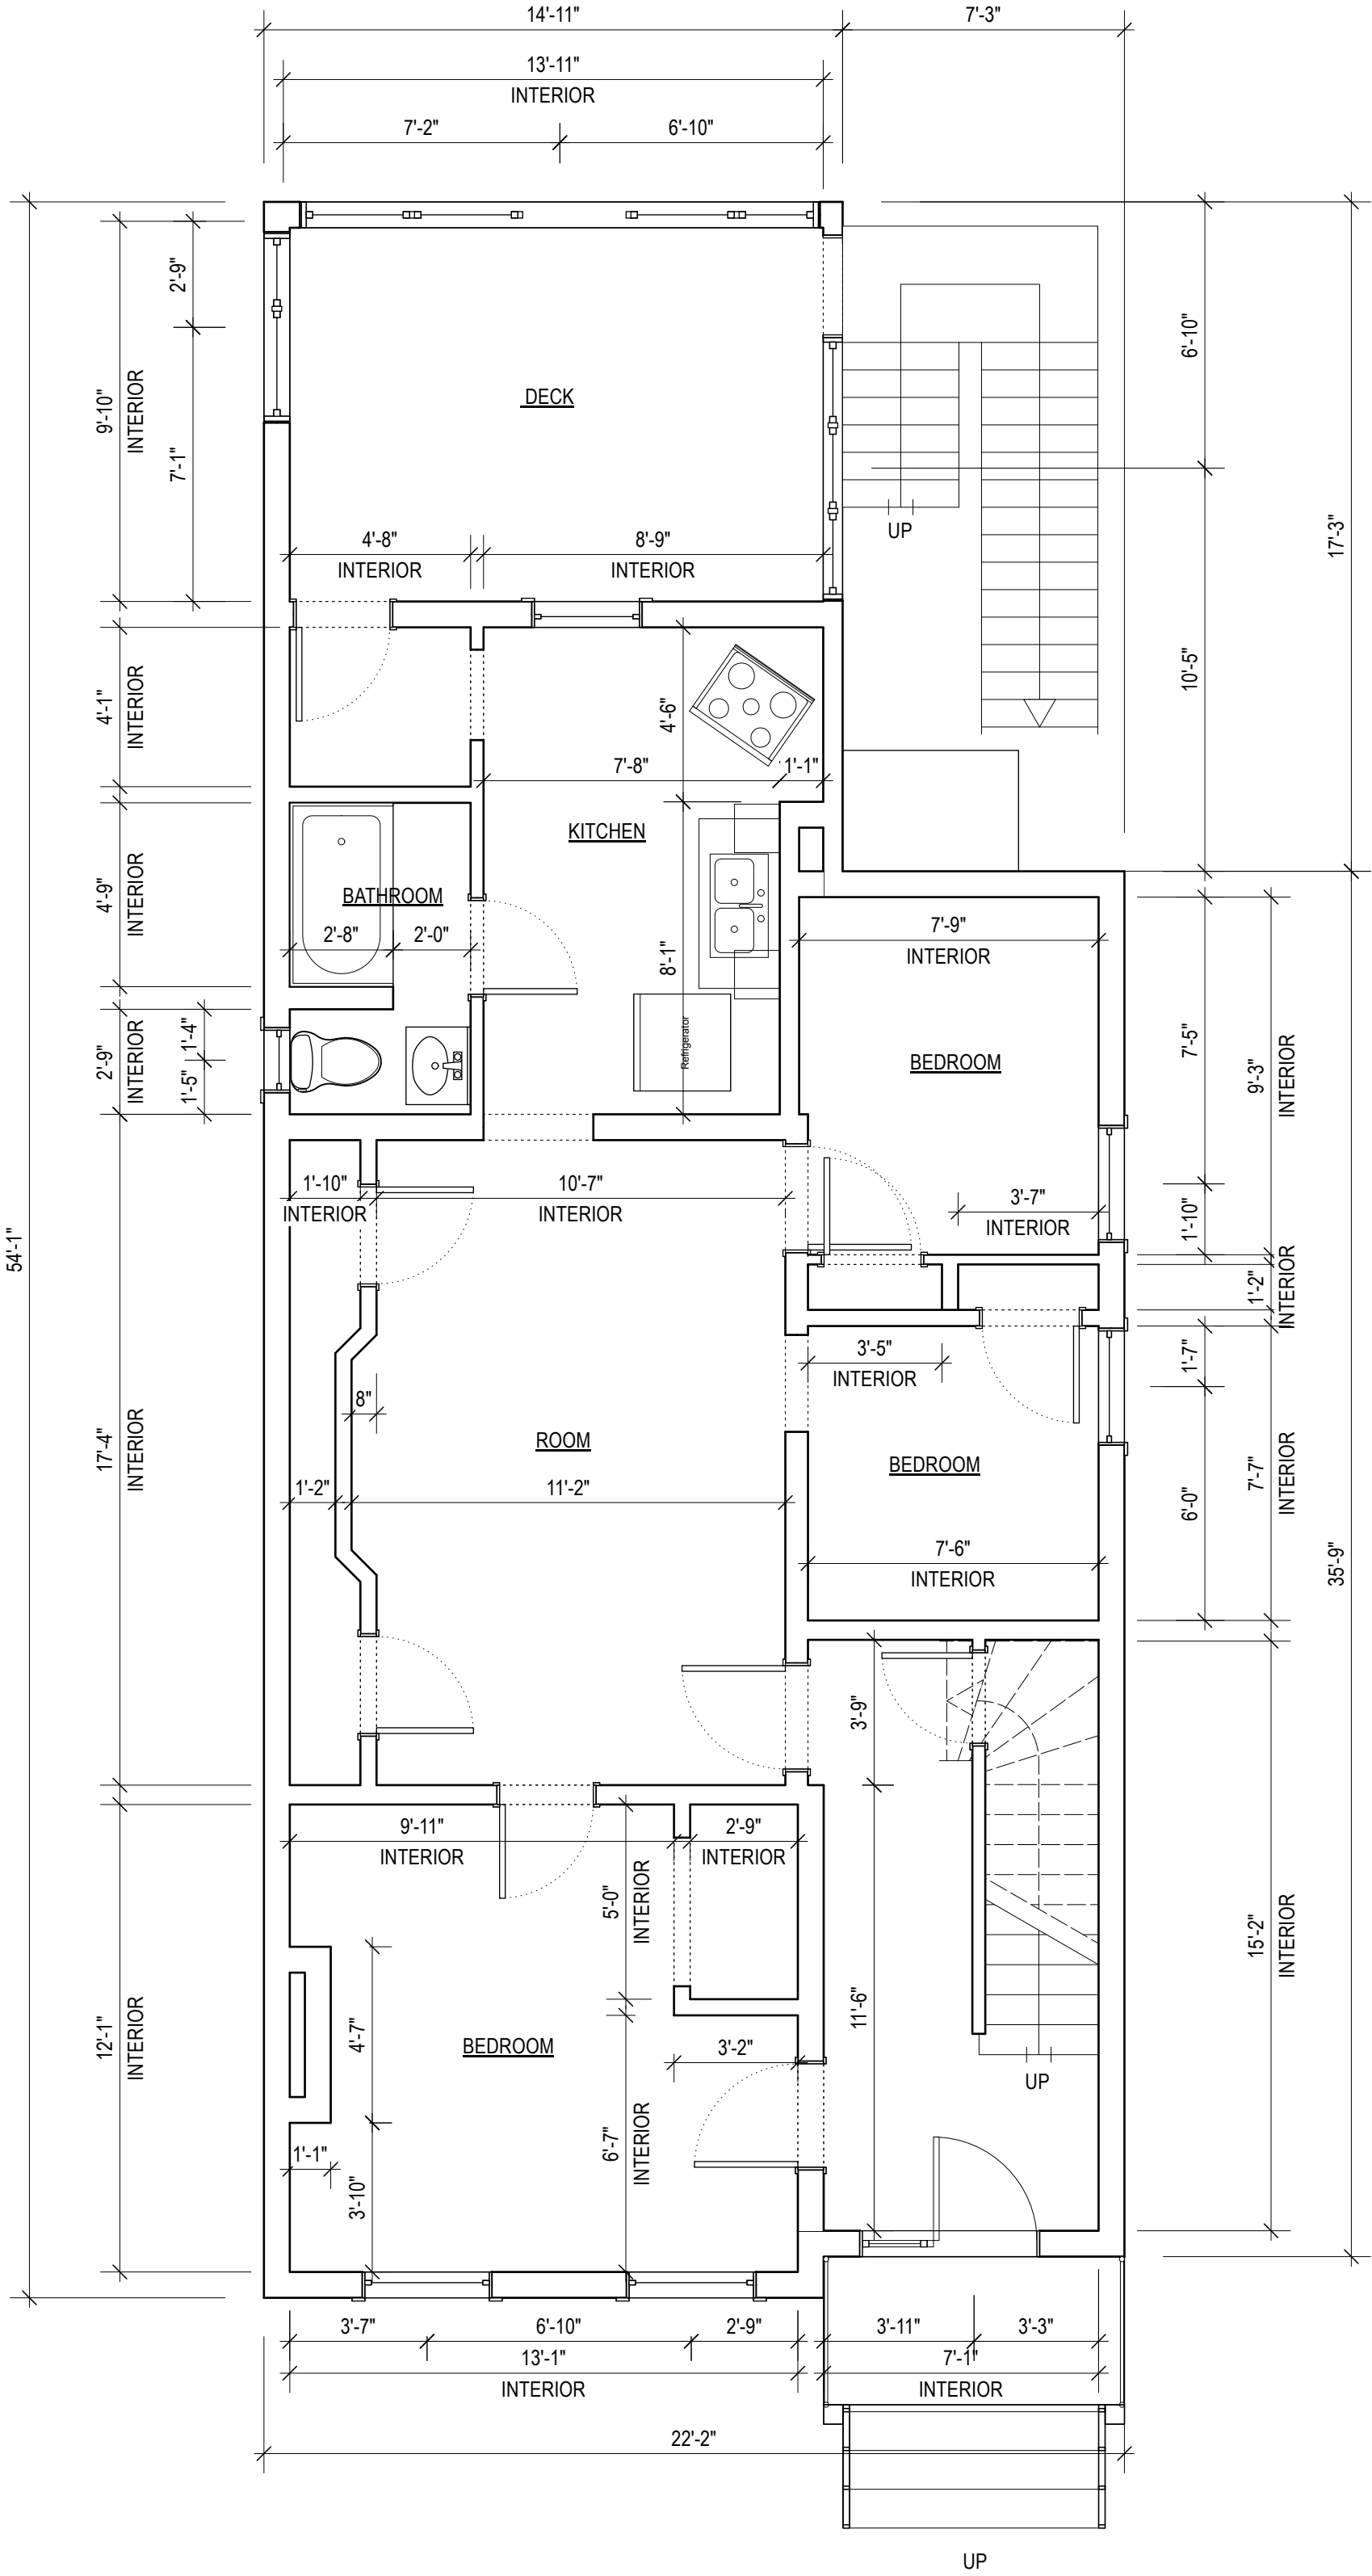 14'-11"
7'-3"
13'-11"
INTERIOR
7'-2"
6'-10"
2'-9"
9'-10"
INTERIOR
7'-1"
DECK
6'-10"
17'-3"
UP
4'-8"
INTERIOR
8'-9"
INTERIOR
4'-1"
INTERIOR
4'-6"
10'-5"
7'-8"
1'-1"
KITCHEN
4'-9"
INTERIOR
BATHROOM
2'-8"
2'-0"
8'-1"
7'-9"
INTERIOR
2'-9"
INTERIOR
1'-4"
1'-5"
Refrigerator
BEDROOM
7'-5"
9'-3"
INTERIOR
1'-10"
INTERIOR
10'-7"
INTERIOR
3'-7"
INTERIOR
1'-10"
54'-1"
1'-2"
INTERIOR
3'-5"
INTERIOR
1'-7"
8"
17'-4"
INTERIOR
ROOM
BEDROOM
1'-2"
11'-2"
6'-0"
7'-7"
INTERIOR
7'-6"
INTERIOR
35'-9"
3'-9"
9'-11"
INTERIOR
2'-9"
INTERIOR
5'-0"
INTERIOR
15'-2"
INTERIOR
12'-1"
INTERIOR
4'-7"
BEDROOM
3'-2"
11'-6"
UP
1'-1"
3'-10"
6'-7"
INTERIOR
3'-7"
6'-10"
2'-9"
3'-11"
3'-3"
13'-1"
INTERIOR
7'-1"
INTERIOR
22'-2"
UP